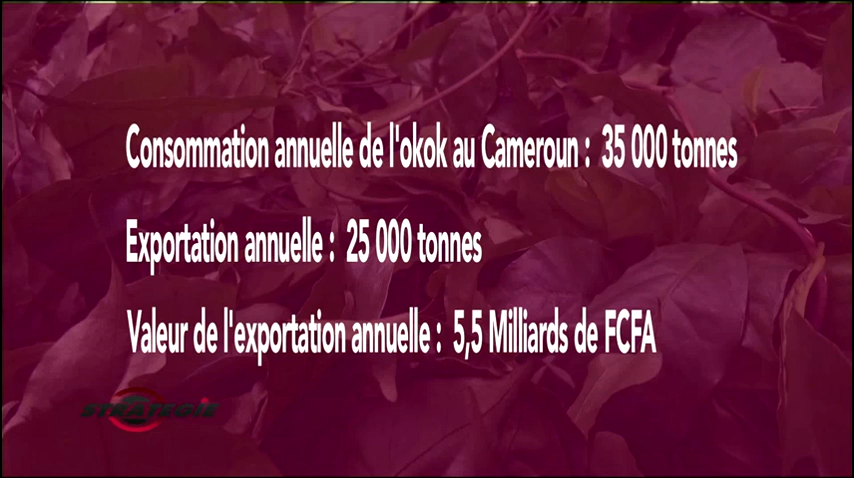 Consommation annuelle de l'okok au Cameroun : 35 000 tonnes
Exportation annuelle : 25 000 tonnes
Valeur de l'exportation annuelle : 5,5 Milliards de FCFA
STRATEGIE